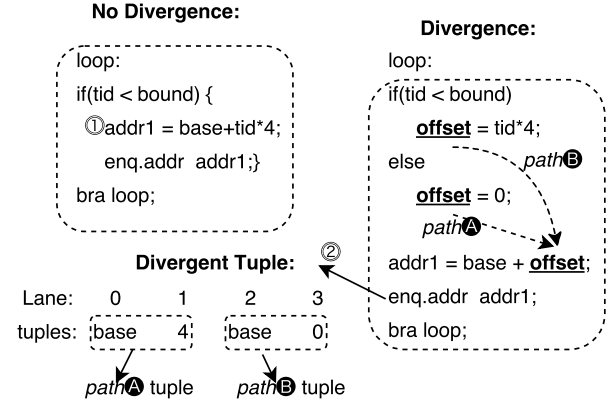 No Divergence:
loop:
if(tid < bound) {
①addr1 = base+tid*4;
enq.addr addr1;}
bra loop;
Divergence:
loop:
if(tid < bound)
offset = tid*4;
else
pathB
offset = 0;
pathA
addr1 = base + offset;
enq.addr addr1;
bra loop;
②
Divergent Tuple:
Lane: 0 1 2 3
tuples: base 4 base 0
pathA tuple pathB tuple